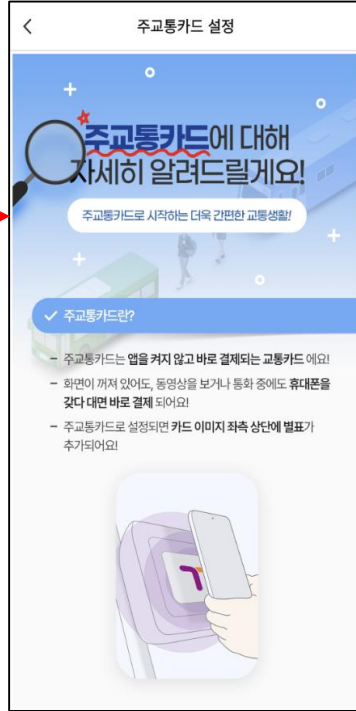 주교통카드 설정
주교통카드에 대해
자세히 알려드릴게요!
주교통카드로 시작하는 더욱 간편한 교통생활!
주교통카드란?
– 주교통카드는 앱을 켜지 않고 바로 결제되는 교통카드 에요!
– 화면이 꺼져 있어도, 동영상을 보거나 통화 중에도 휴대폰을
갖다 대면 바로 결제 되어요!
– 주교통카드로 설정되면 카드 이미지 좌측 상단에 별표가
추가되어요!